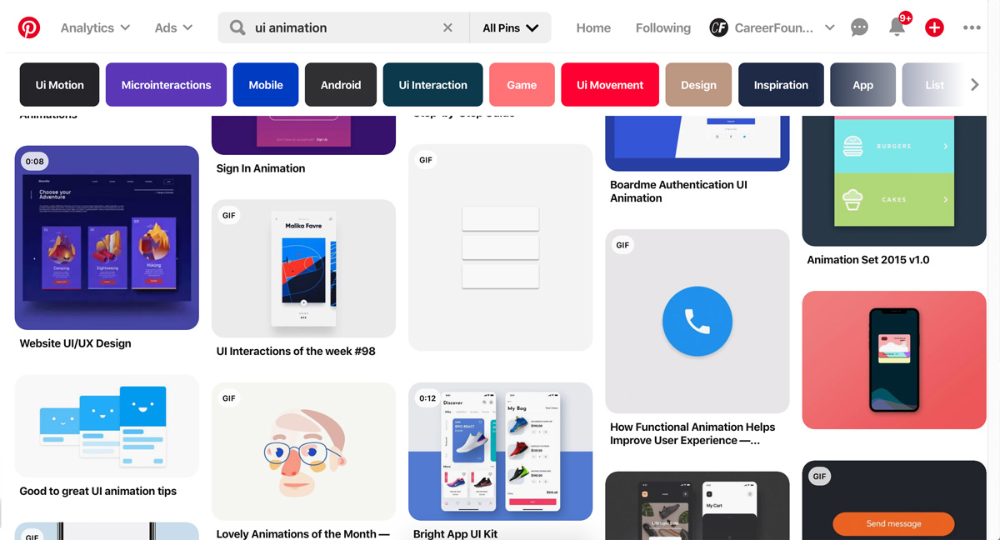 Analytics
Ads
ui animation
All Pins
Home
Following
CF
CareerFoun...
9+
Ui Motion
Microinteractions
Mobile
Android
Ui Interaction
Game
Ui Movement
Design
Inspiration
App
List
Animations
0:08
Choose your
Adventure
Camping
Sightseeing
Hiking
Website UI/UX Design
Good to great UI animation tips
GIF
Sign Up
Sign In Animation
GIF
Malika Favre
UI Interactions of the week #98
GIF
Lovely Animations of the Month —
Step-by-Step Guide
GIF
0:12
Discover
My Bag
Bright App UI Kit
Boardme Authentication UI
Animation
GIF
How Functional Animation Helps
Improve User Experience —...
My Cart
BURGERS
CAKES
Animation Set 2015 v1.0
GIF
Send message